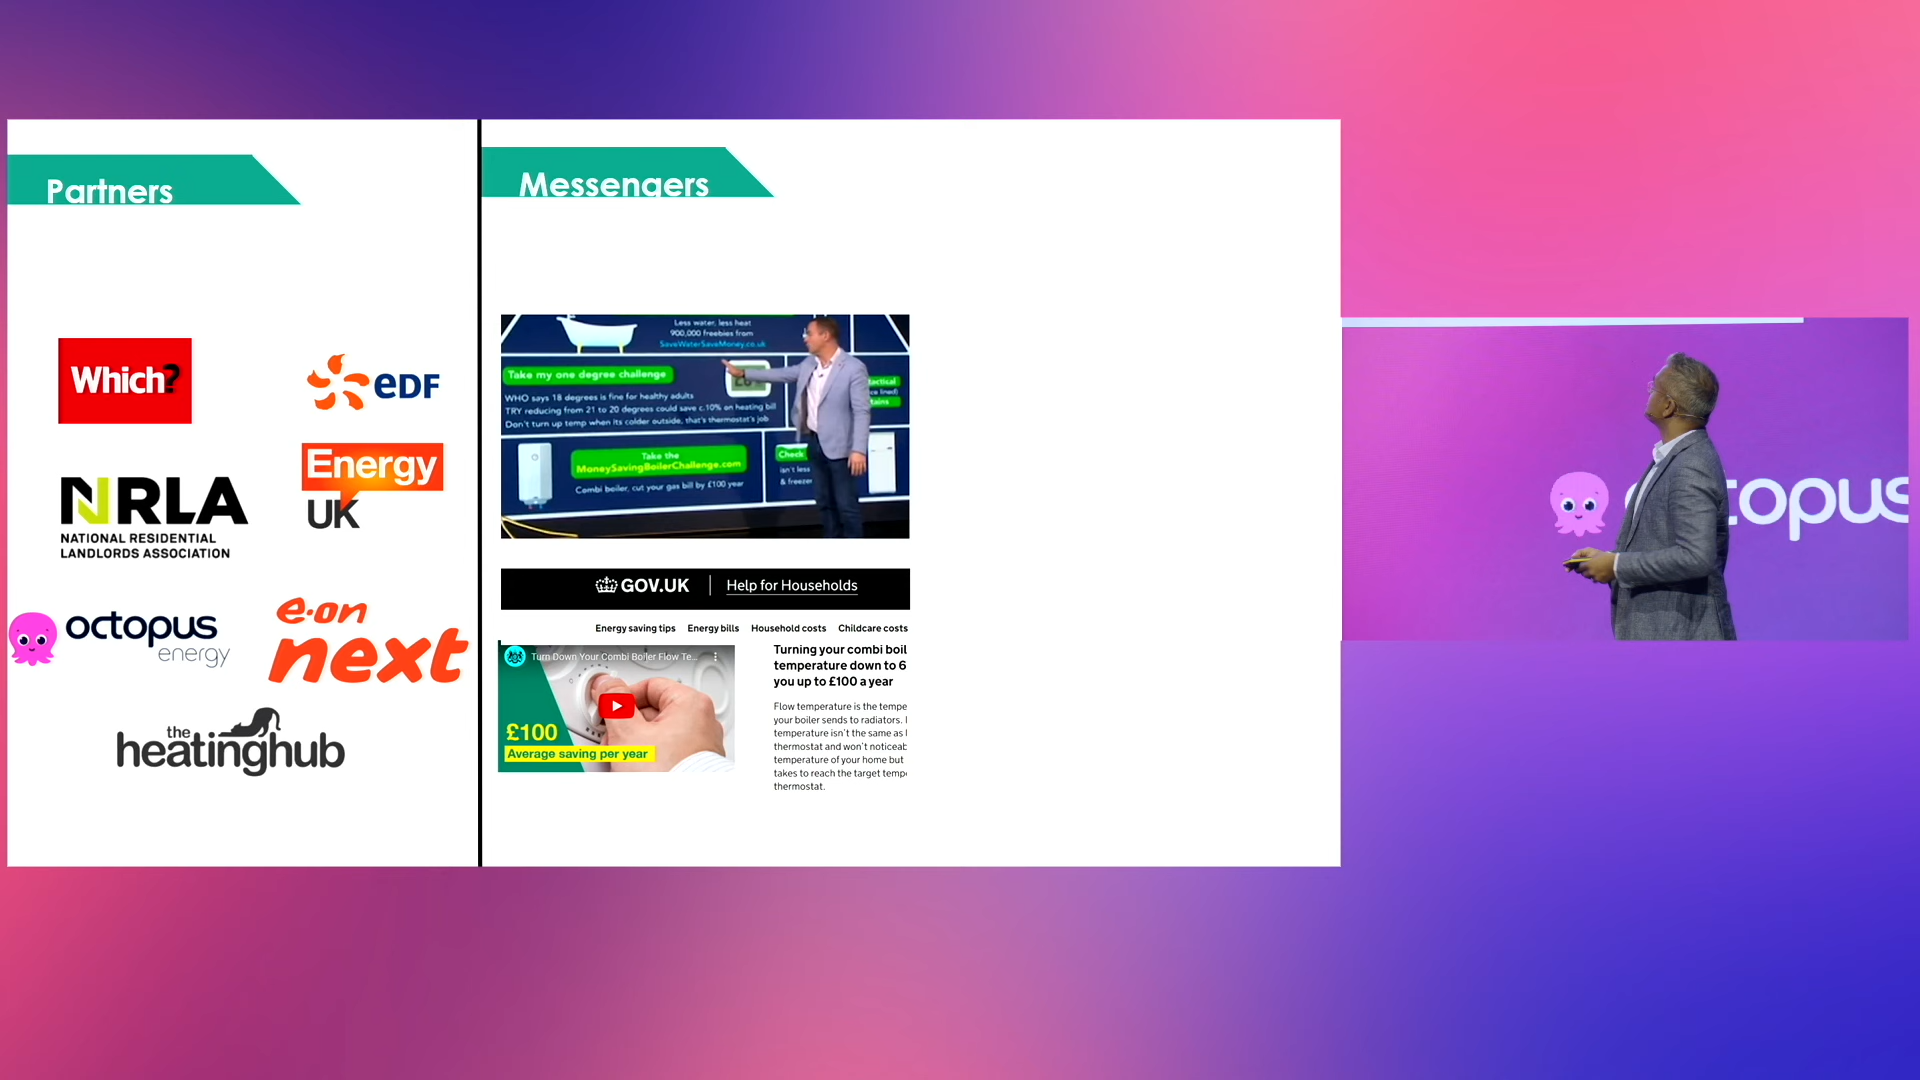 Partners
Which?
eDF
Energy
UK
NRLA
NATIONAL RESIDENTIAL
LANDLORDS ASSOCIATION
octopus
energy
e·on
next
the
heatinghub
Messengers
Less water, less heat
900,000 freebies from
SaveWaterSaveMoney.co.uk
Take my one degree challenge
WHO says 18 degrees is fine for healthy adults
TRY reducing from 21 to 20 degrees could save c.10% on heating bill
Don't turn up temp when its colder outside, that's thermostat's job
Take the
MoneySavingBoilerChallenge.com
Combi boiler, cut your gas bill by £100 year
Check
isn't less
& freezer
GOV.UK | Help for Households
Energy saving tips Energy bills Household costs Childcare costs
Turn Down Your Combi Boiler Flow Te...
£100
Average saving per year
Turning your combi boil
temperature down to 6
you up to £100 a year
Flow temperature is the tempe
your boiler sends to radiators.
temperature isn't the same as
thermostat and won't noticeab
temperature of your home but
takes to reach the target tempe
thermostat.
topus